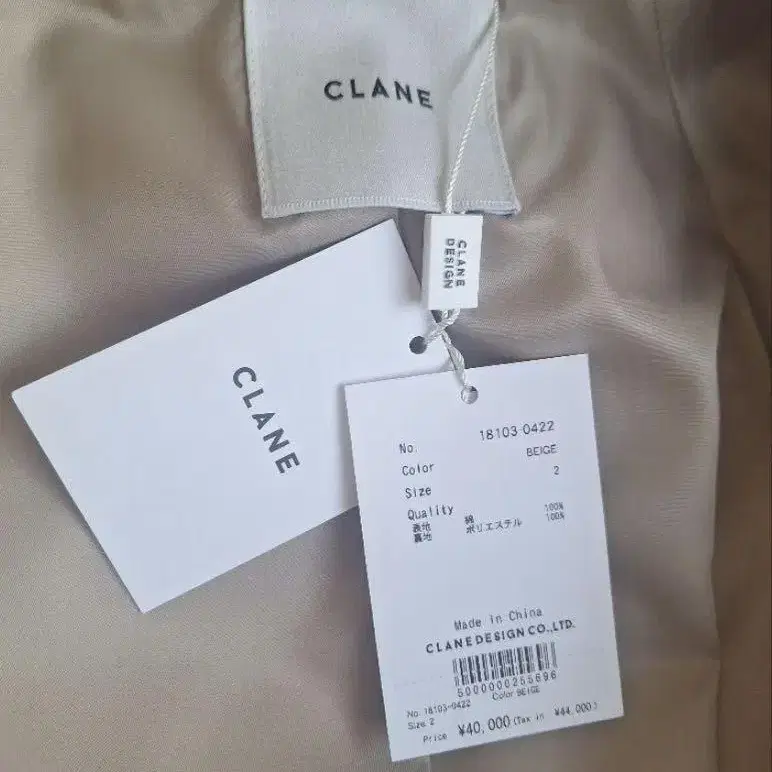 CLANE
CLANE
DESIGN
CLANE
No. 18103-0422
Color BEIGE
Size 2
Quality
表地 綿 100%
裏地 ポリエステル 100%
Made in China
CLANE DESIGN CO.,LTD.
5000000255696
Color BEIGE
No. 18103-0422
Size 2
Price ¥40,000 (Tax in ¥44,000)